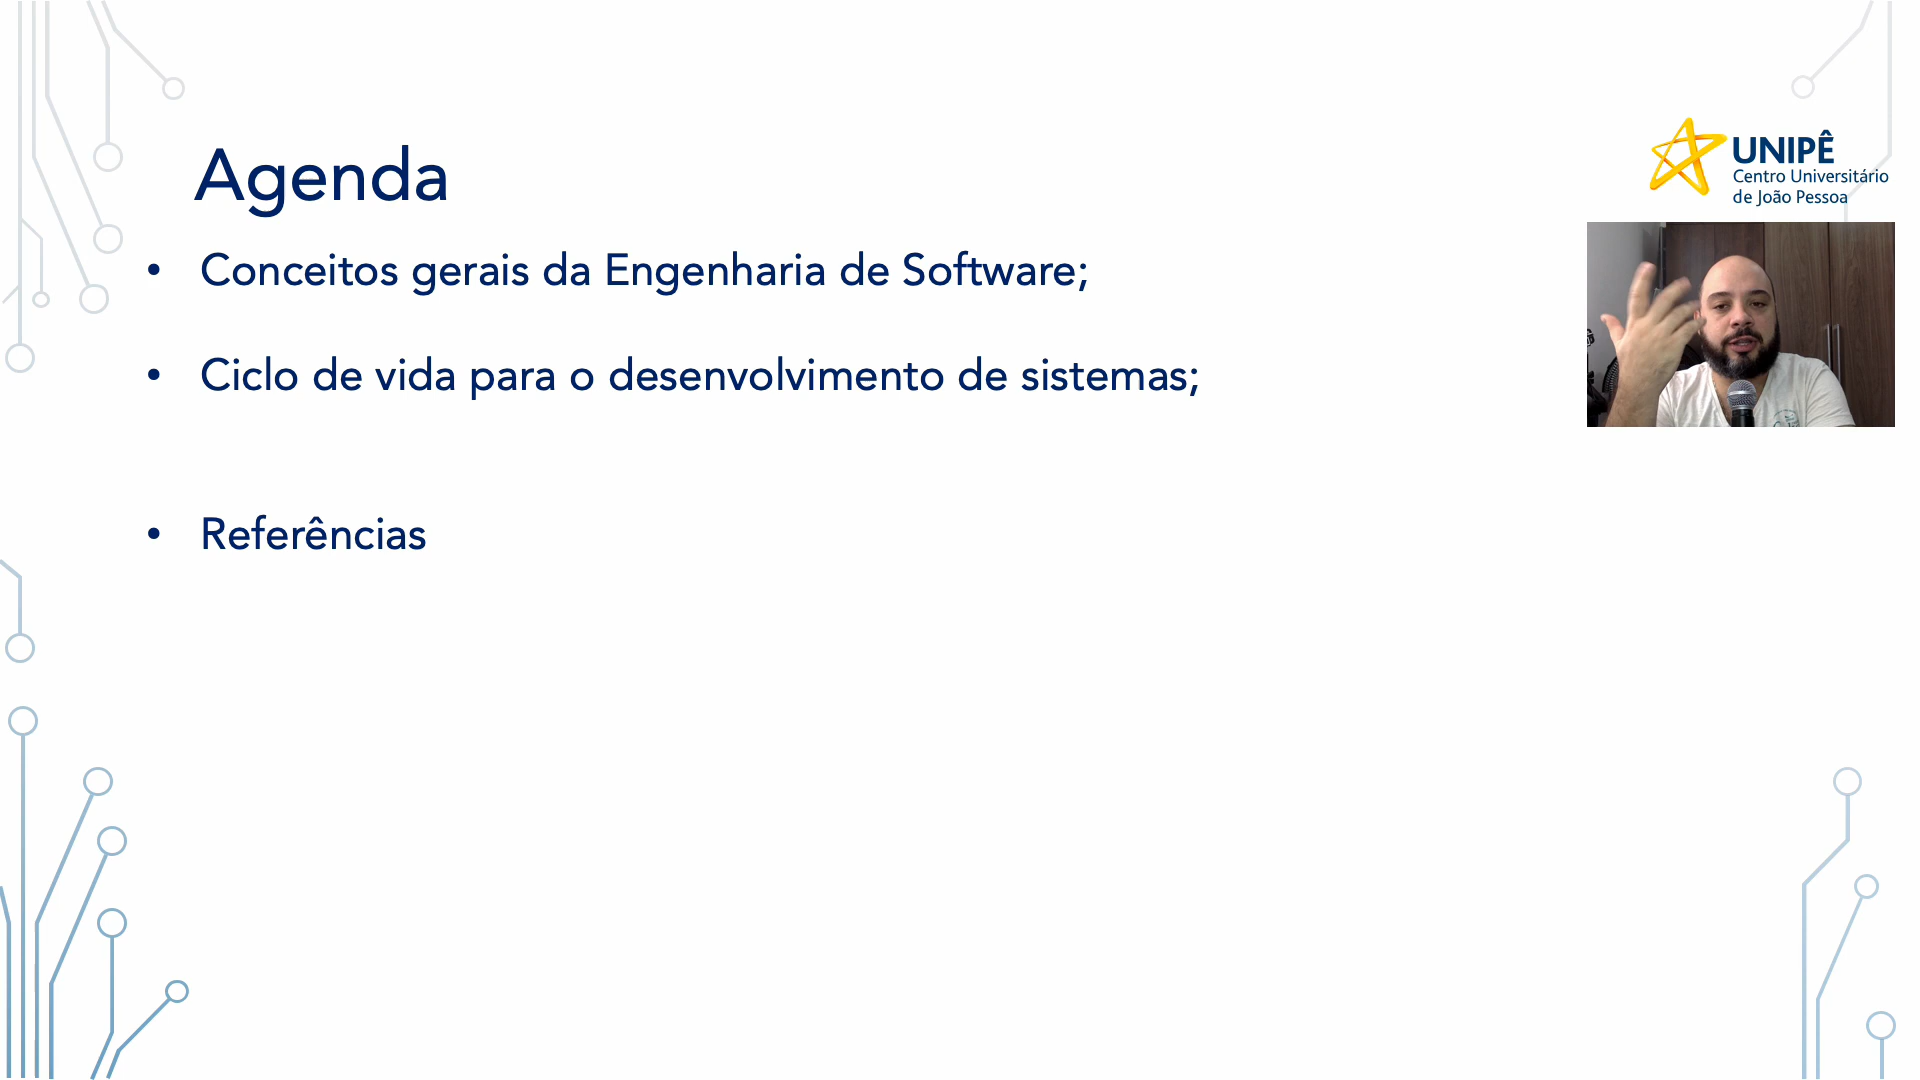 Agenda
UNIPÊ
Centro Universitário
de João Pessoa
• Conceitos gerais da Engenharia de Software;
• Ciclo de vida para o desenvolvimento de sistemas;
• Referências